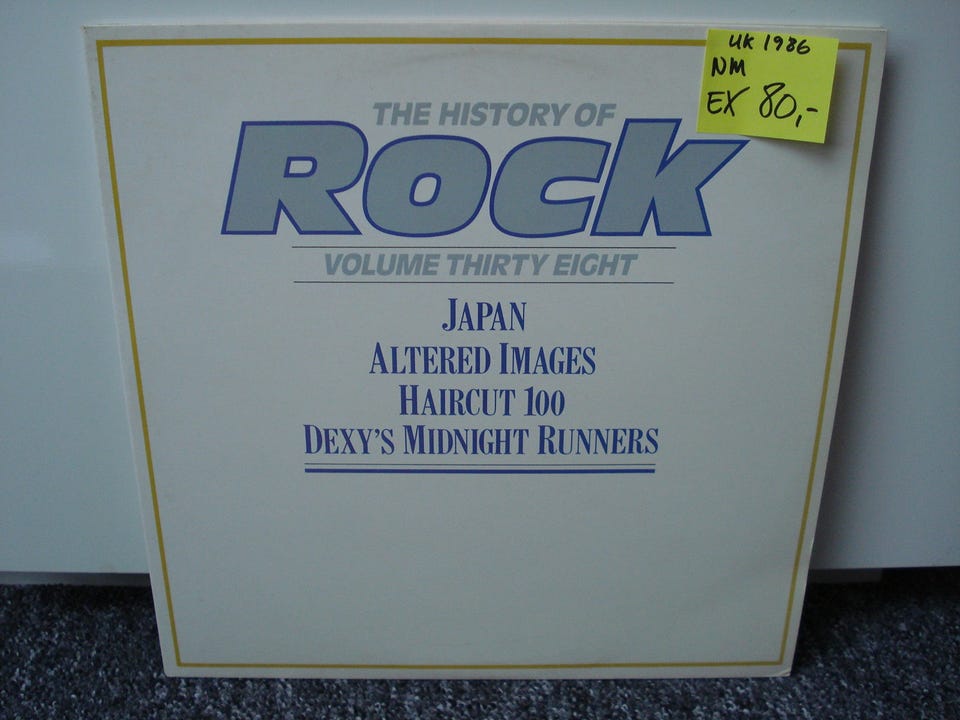 UK 1986
NM
EX 80,-
THE HISTORY OF
ROCK
VOLUME THIRTY EIGHT
JAPAN
ALTERED IMAGES
HAIRCUT 100
DEXY'S MIDNIGHT RUNNERS